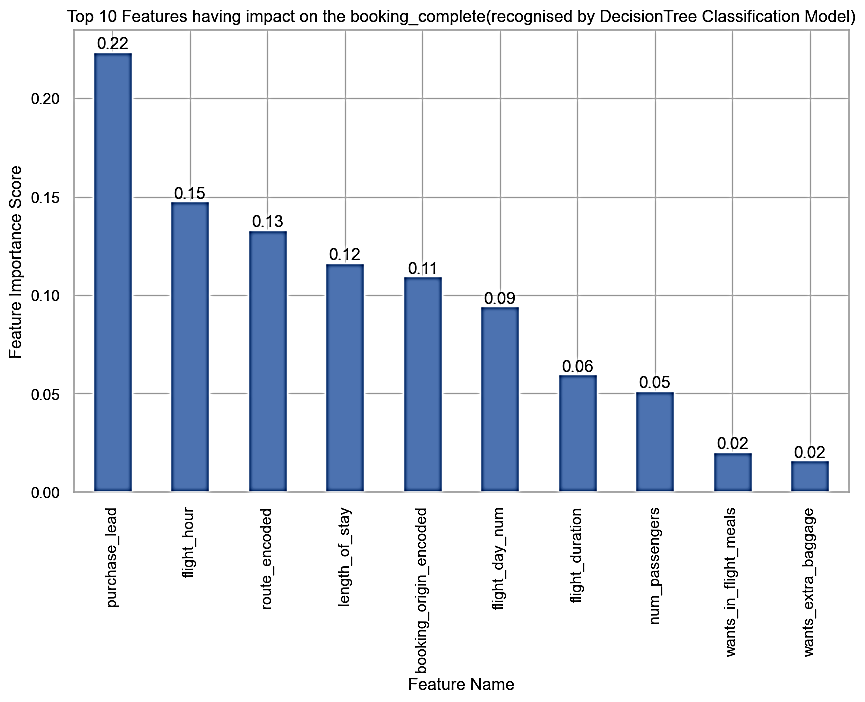 Top 10 Features having impact on the booking_complete(recognised by DecisionTree Classification Model)
0.22
0.15
0.13
0.12
0.11
0.09
0.06
0.05
0.02
0.02
Feature Importance Score
0.20
0.15
0.10
0.05
0.00
purchase_lead
flight_hour
route_encoded
length_of_stay
booking_origin_encoded
flight_day_num
flight_duration
num_passengers
wants_in_flight_meals
wants_extra_baggage
Feature Name